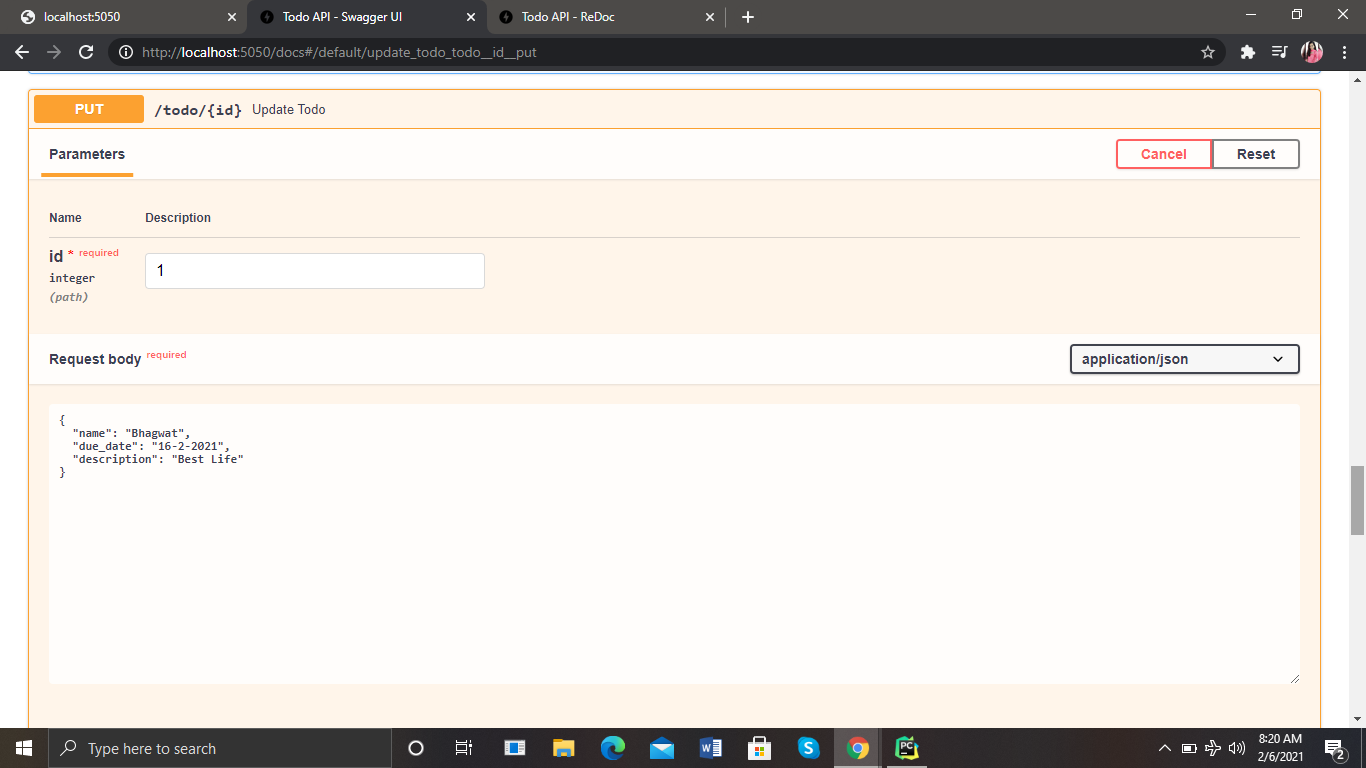 localhost:5050
Todo API - Swagger UI
Todo API - ReDoc
http://localhost:5050/docs#/default/update_todo_todo__id__put
PUT /todo/{id} Update Todo
Parameters
Cancel
Reset
Name Description
id * required
integer
(path)
1
Request body required
application/json
{
"name": "Bhagwat",
"due_date": "16-2-2021",
"description": "Best Life"
}
Type here to search
W
S
PC
8:20 AM
2/6/2021
2